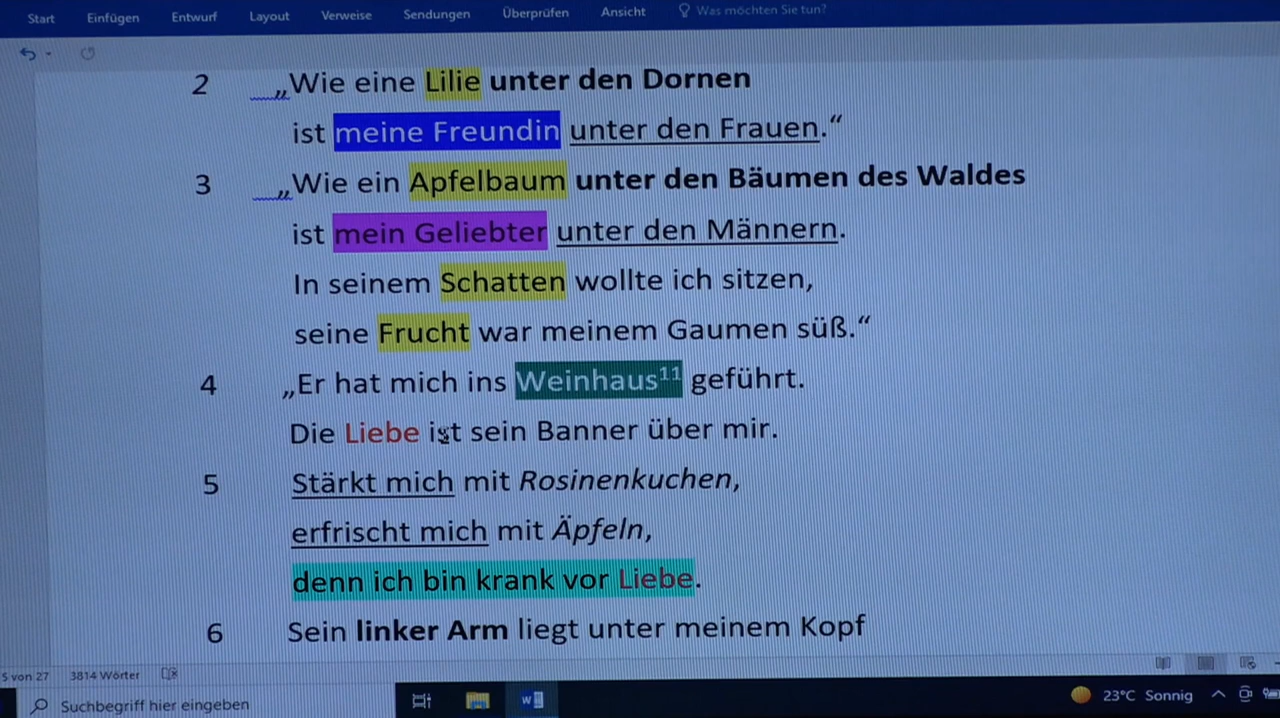 Start Einfügen Entwurf Layout Verweise Sendungen Überprüfen Ansicht Was möchten Sie tun?
2 „Wie eine Lilie unter den Dornen
ist meine Freundin unter den Frauen.“
3 „Wie ein Apfelbaum unter den Bäumen des Waldes
ist mein Geliebter unter den Männern.
In seinem Schatten wollte ich sitzen,
seine Frucht war meinem Gaumen süß.“
4 „Er hat mich ins Weinhaus¹¹ geführt.
Die Liebe ist sein Banner über mir.
5 Stärkt mich mit Rosinenkuchen,
erfrischt mich mit Äpfeln,
denn ich bin krank vor Liebe.
6 Sein linker Arm liegt unter meinem Kopf
5 von 27 3814 Wörter
Suchbegriff hier eingeben W 23°C Sonnig